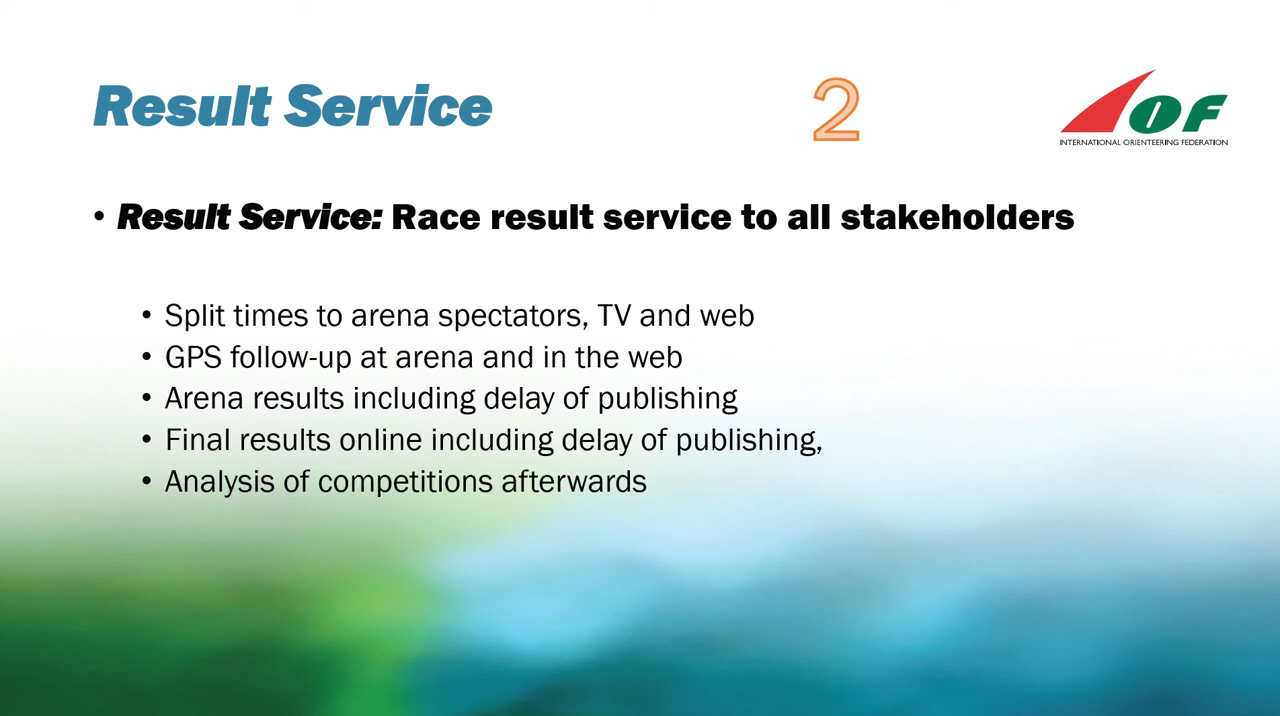 Result Service
2
IOF
INTERNATIONAL ORIENTEERING FEDERATION
• Result Service: Race result service to all stakeholders
• Split times to arena spectators, TV and web
• GPS follow-up at arena and in the web
• Arena results including delay of publishing
• Final results online including delay of publishing,
• Analysis of competitions afterwards